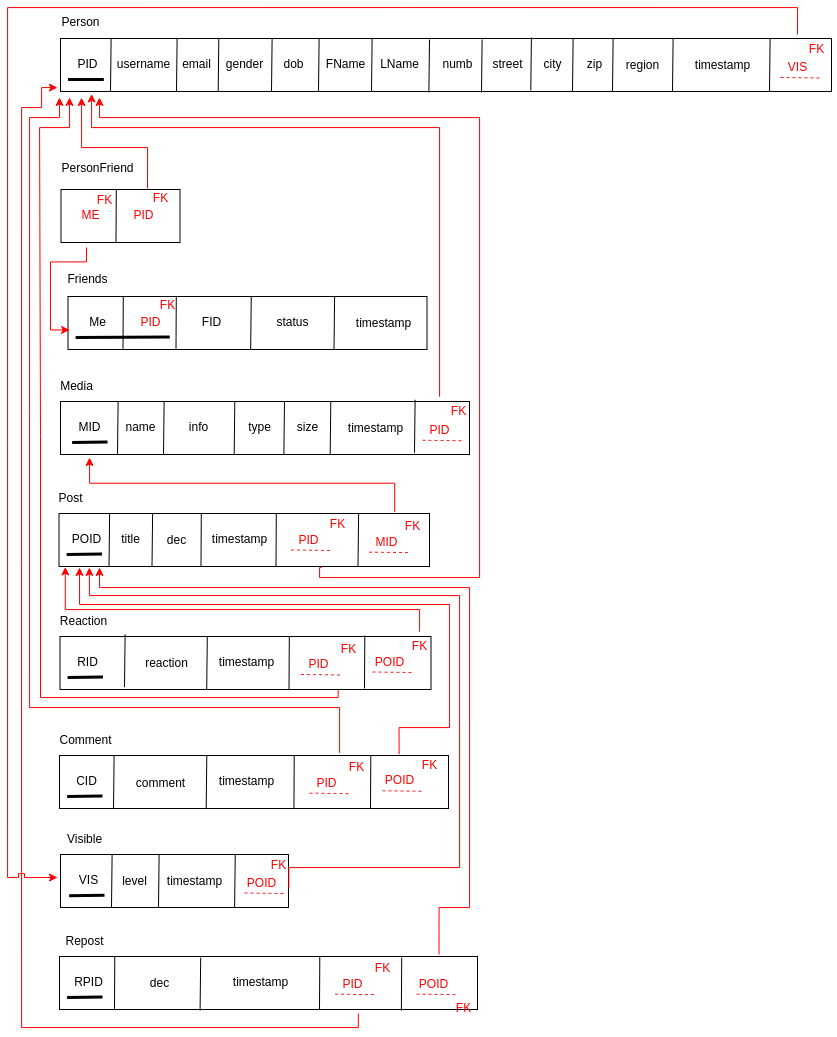 Person
FK
PID username email gender dob FName LName numb street city zip region timestamp VIS
PersonFriend
FK FK
ME PID
Friends
FK
Me PID FID status timestamp
Media
FK
MID name info type size timestamp PID
Post
FK FK
POID title dec timestamp PID MID
Reaction
FK FK
RID reaction timestamp PID POID
Comment
FK FK
CID comment timestamp PID POID
Visible
FK
VIS level timestamp POID
Repost
FK
RPID dec timestamp PID POID
FK